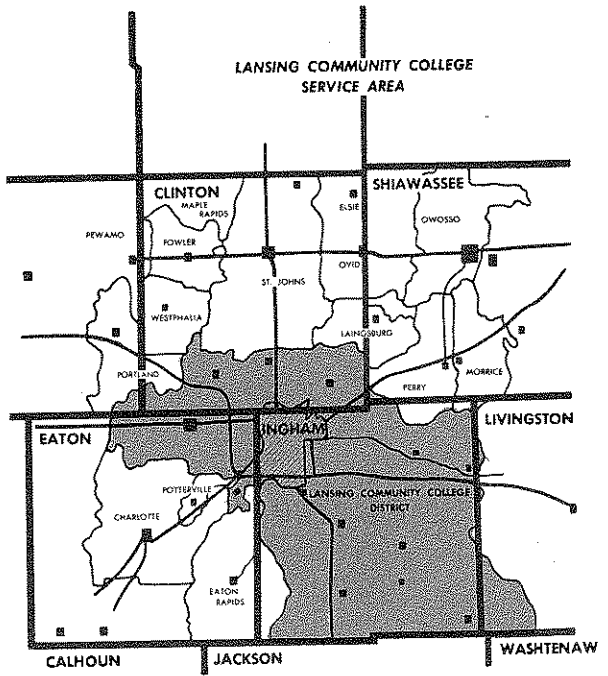 LANSING COMMUNITY COLLEGE
SERVICE AREA
CLINTON
SHIAWASSEE
MAPLE
RAPIDS
ELSIE
OWOSSO
PEWAMO
FOWLER
OVID
ST. JOHNS
WESTPHALIA
LAINGSBURG
PORTLAND
PERRY
MORRICE
EATON
INGHAM
LIVINGSTON
POTTERVILLE
LANSING COMMUNITY COLLEGE
DISTRICT
CHARLOTTE
EATON
RAPIDS
CALHOUN
JACKSON
WASHTENAW